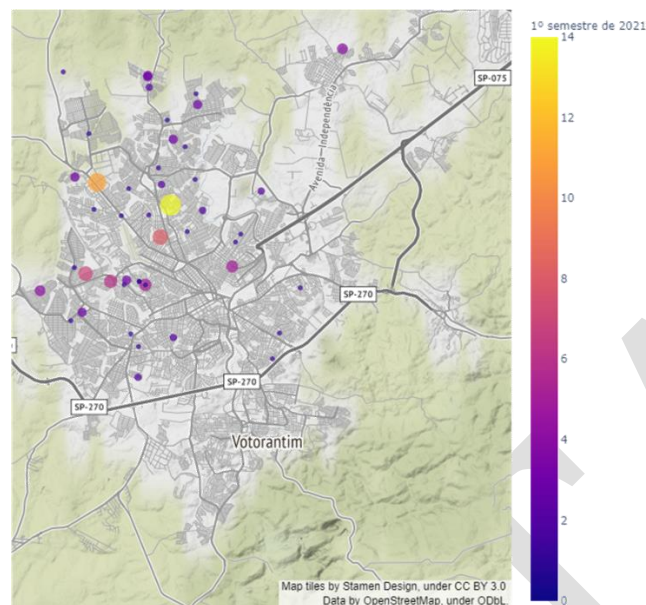 1º semestre de 2021
14
12
10
8
6
4
2
0
SP-075
Avenida-Independência
SP-270
SP-270
SP-270
Votorantim
Map tiles by Stamen Design, under CC BY 3.0
Data by OpenStreetMap, under ODbL.